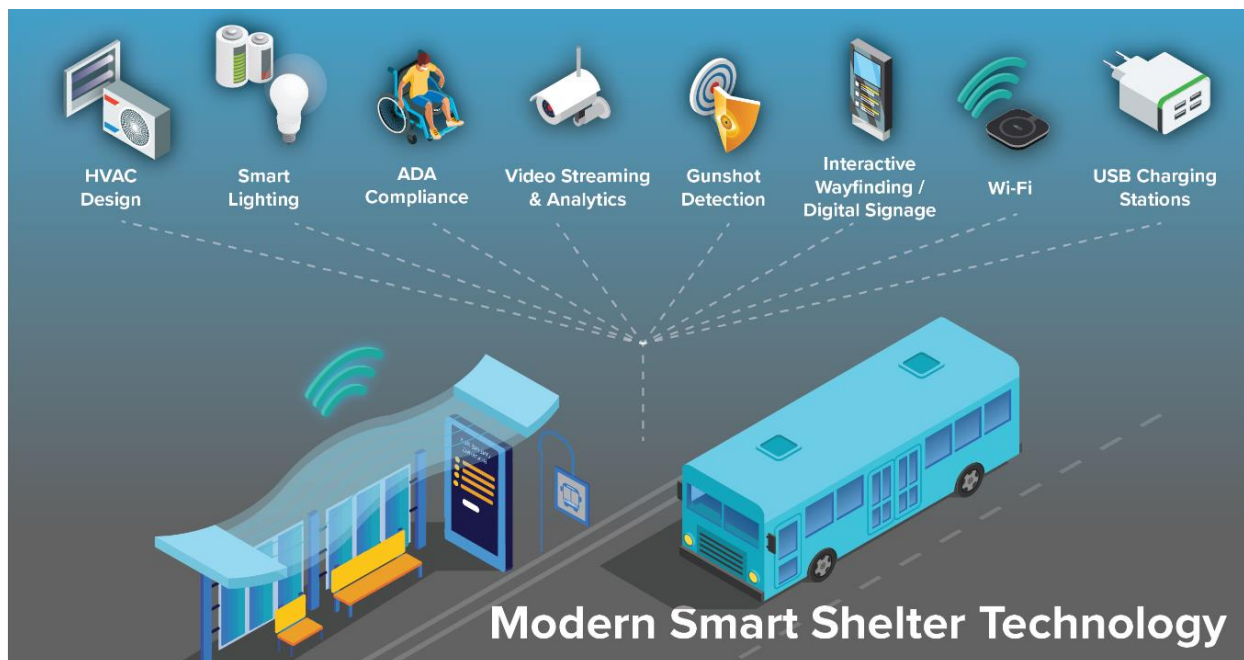 HVAC
Design
Smart
Lighting
ADA
Compliance
Video Streaming
& Analytics
Gunshot
Detection
Interactive
Wayfinding /
Digital Signage
Wi-Fi
USB Charging
Stations
Modern Smart Shelter Technology